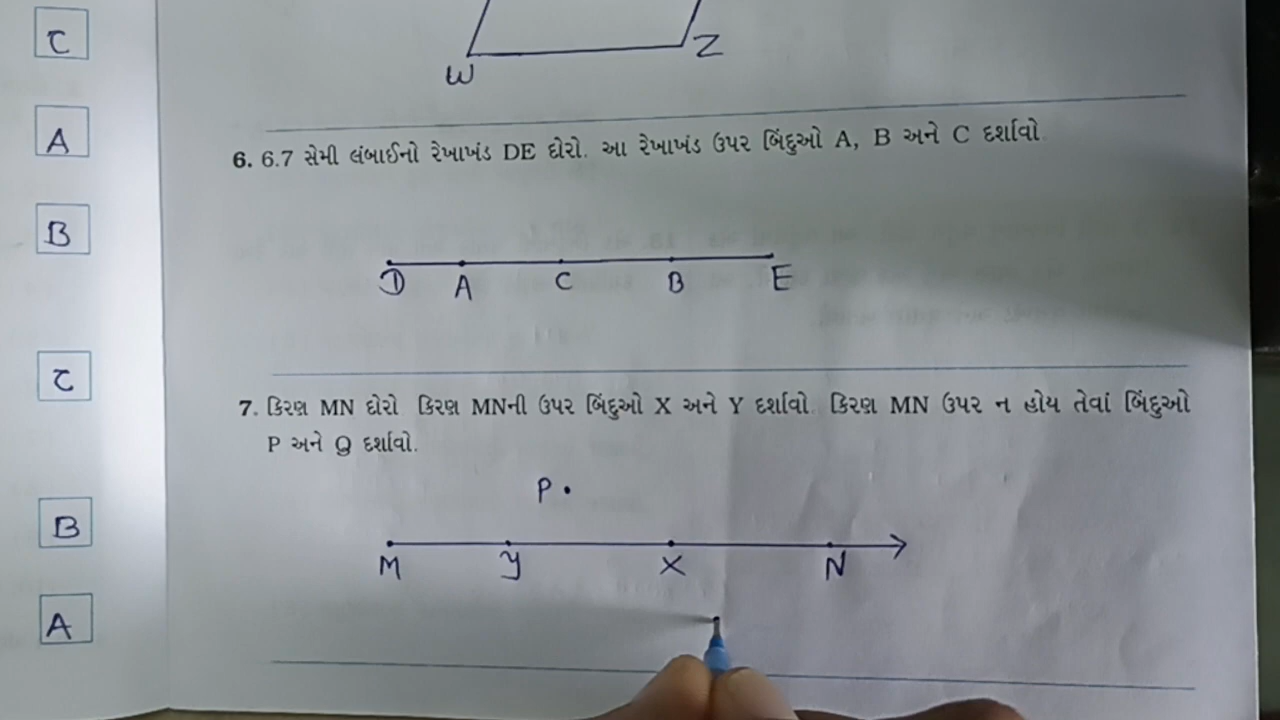 C
A
B
C
B
A
W Z
6. 6.7 સેમી લંબાઈનો રેખાખંડ DE દોરો. આ રેખાખંડ ઉપર બિંદુઓ A, B અને C દર્શાવો.
D A C B E
7. કિરણ MN દોરો કિરણ MNની ઉપર બિંદુઓ X અને Y દર્શાવો. કિરણ MN ઉપર ન હોય તેવાં બિંદુઓ
P અને Q દર્શાવો.
P
M Y X N